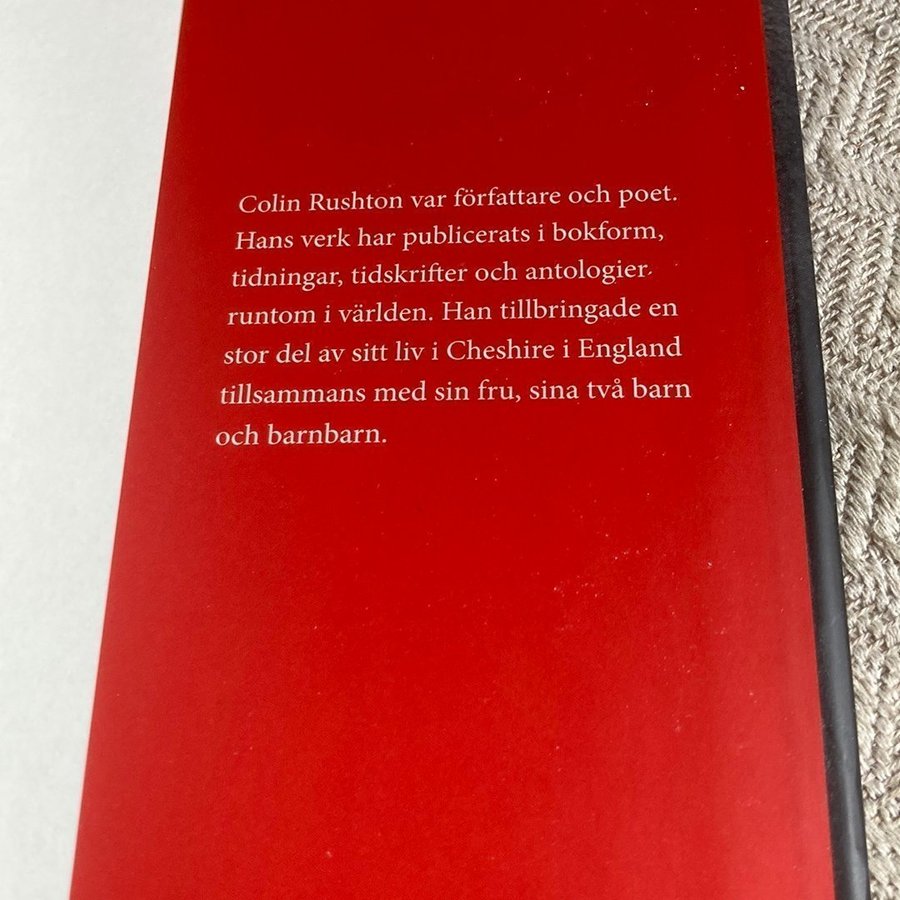 Colin Rushton var författare och poet.
Hans verk har publicerats i bokform,
tidningar, tidskrifter och antologier
runtom i världen. Han tillbringade en
stor del av sitt liv i Cheshire i England
tillsammans med sin fru, sina två barn
och barnbarn.